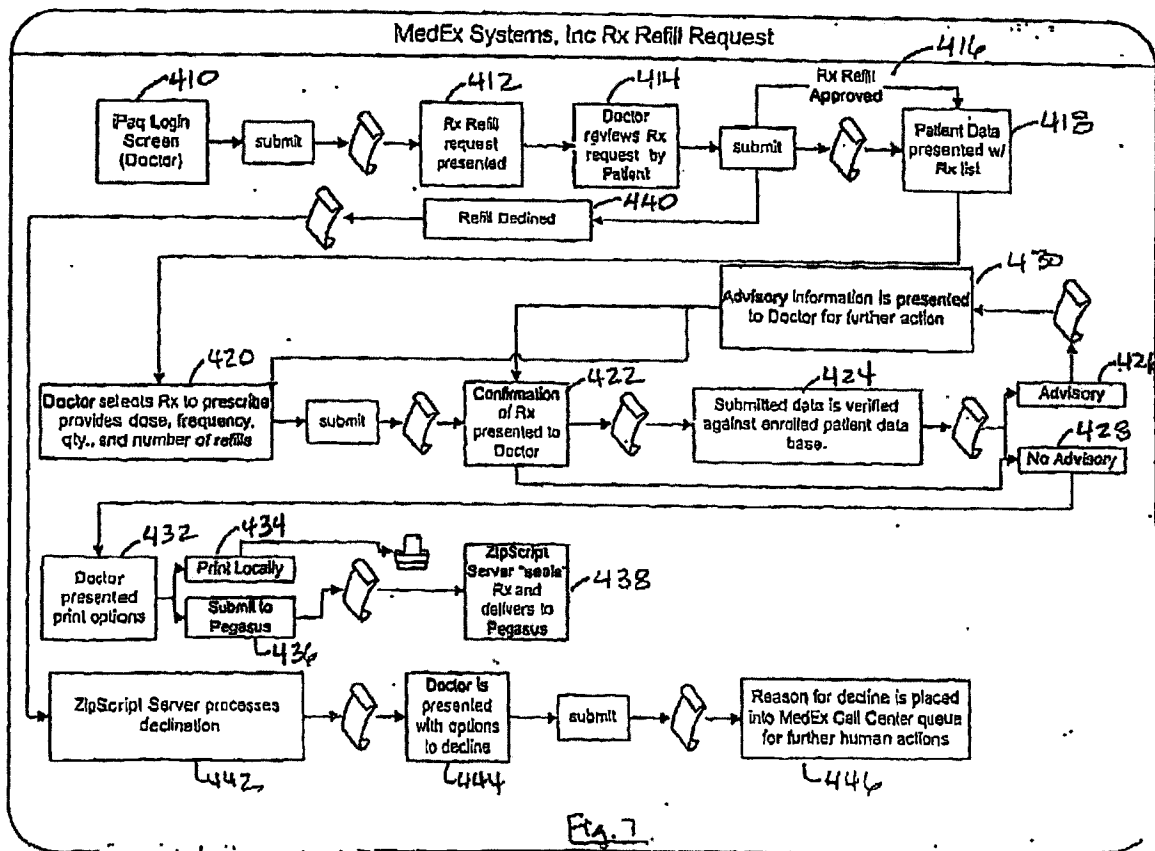 MedEx Systems, Inc Rx Refill Request
410
iPaq Login
Screen
(Doctor)
submit
412
Rx Refill
request
presented
414
Doctor
reviews Rx
request by
Patient
submit
416
Rx Refill
Approved
418
Patient Data
presented w/
Rx list
440
Refill Declined
430
Advisory Information is presented
to Doctor for further action
420
Doctor selects Rx to prescribe
provides dose, frequency,
qty., and number of refills
submit
422
Confirmation
of Rx
presented to
Doctor
424
Submitted data is verified
against enrolled patient data
base.
426
Advisory
428
No Advisory
432
Doctor
presented
print options
434
Print Locally
Submit to
Pegasus
436
ZipScript
Server "seals"
Rx and
delivers to
Pegasus
438
ZipScript Server processes
declination
442
Doctor is
presented
with options
to decline
444
submit
Reason for decline is placed
into MedEx Call Center queue
for further human actions
446
Fig. 7